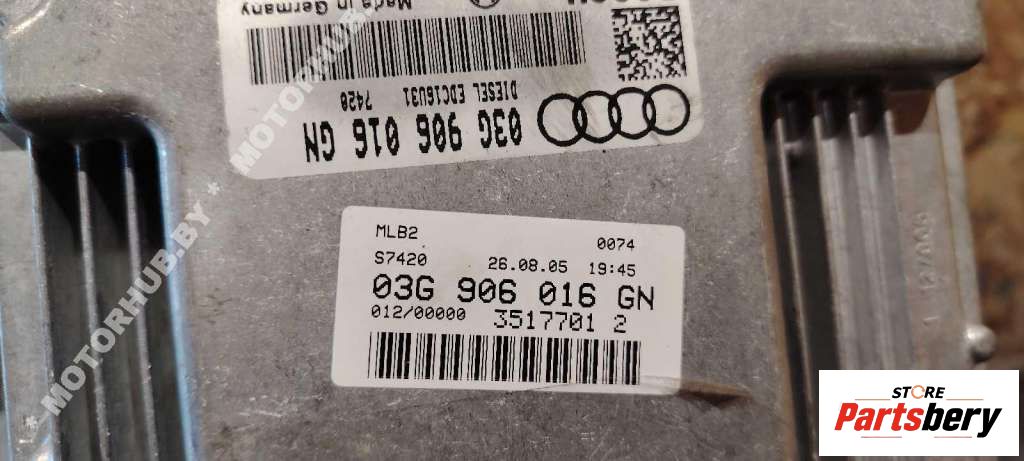 Made in Germany
DIESEL EDC16U31 7420
03G 906 016 GN
MLB2 0074
S7420 26.08.05 19:45
03G 906 016 GN
012/00000 3517701 2
* MOTORHUB.BY * MOTORHUB.BY
STORE
Partsbery